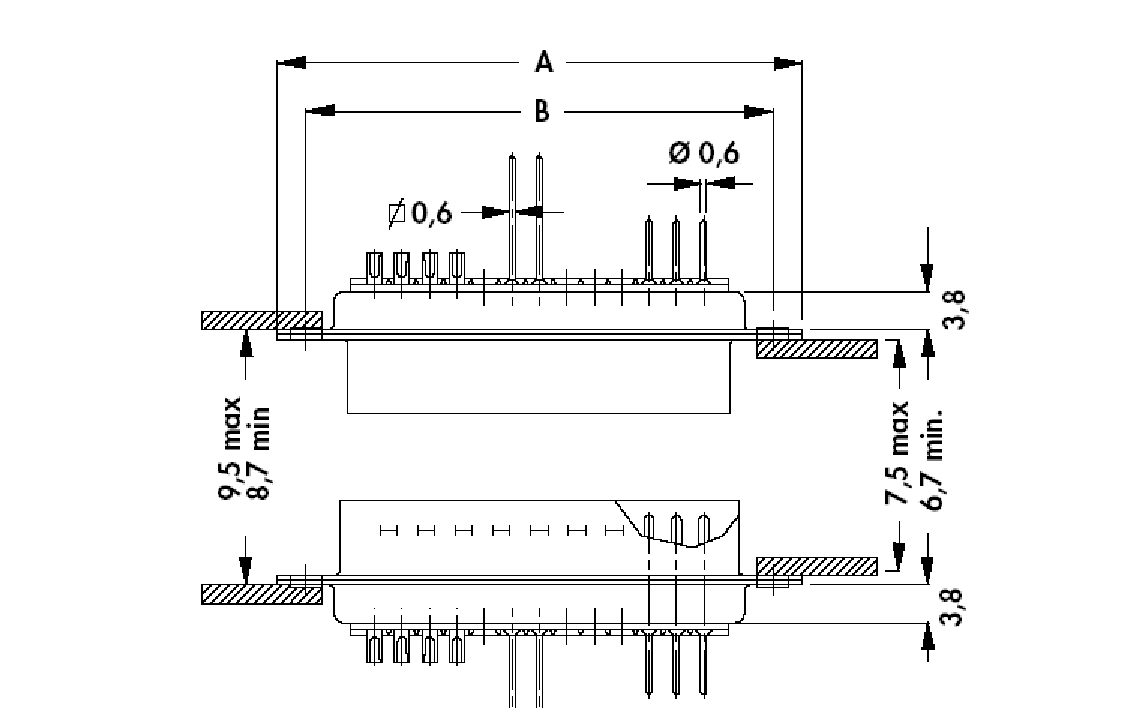 A
B
Ø 0,6
⌷ 0,6
3,8
9,5 max
8,7 min
7,5 max
6,7 min.
3,8